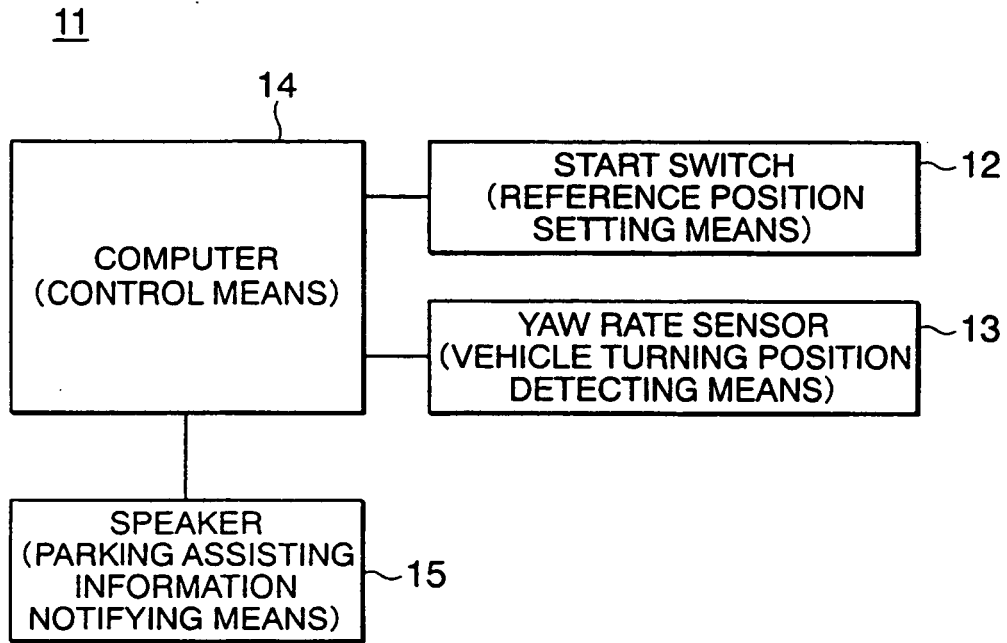 11
14
COMPUTER
(CONTROL MEANS)
START SWITCH
(REFERENCE POSITION
SETTING MEANS)
12
YAW RATE SENSOR
(VEHICLE TURNING POSITION
DETECTING MEANS)
13
SPEAKER
(PARKING ASSISTING
INFORMATION
NOTIFYING MEANS)
15